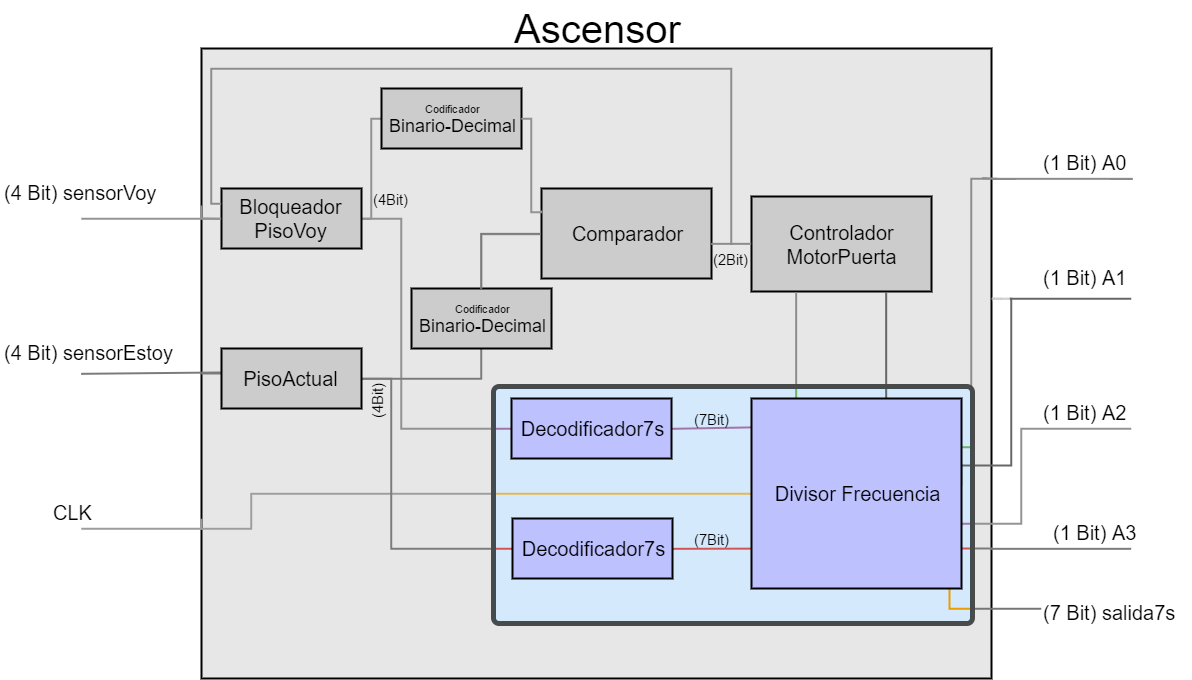 Ascensor
Codificador
Binario-Decimal
(1 Bit) A0
(4 Bit) sensorVoy
(4Bit)
Bloqueador
PisoVoy
Comparador
Controlador
MotorPuerta
(2Bit)
(1 Bit) A1
Codificador
Binario-Decimal
(4 Bit) sensorEstoy
PisoActual
(4Bit)
(1 Bit) A2
Decodificador7s
(7Bit)
Divisor Frecuencia
CLK
(1 Bit) A3
Decodificador7s
(7Bit)
(7 Bit) salida7s